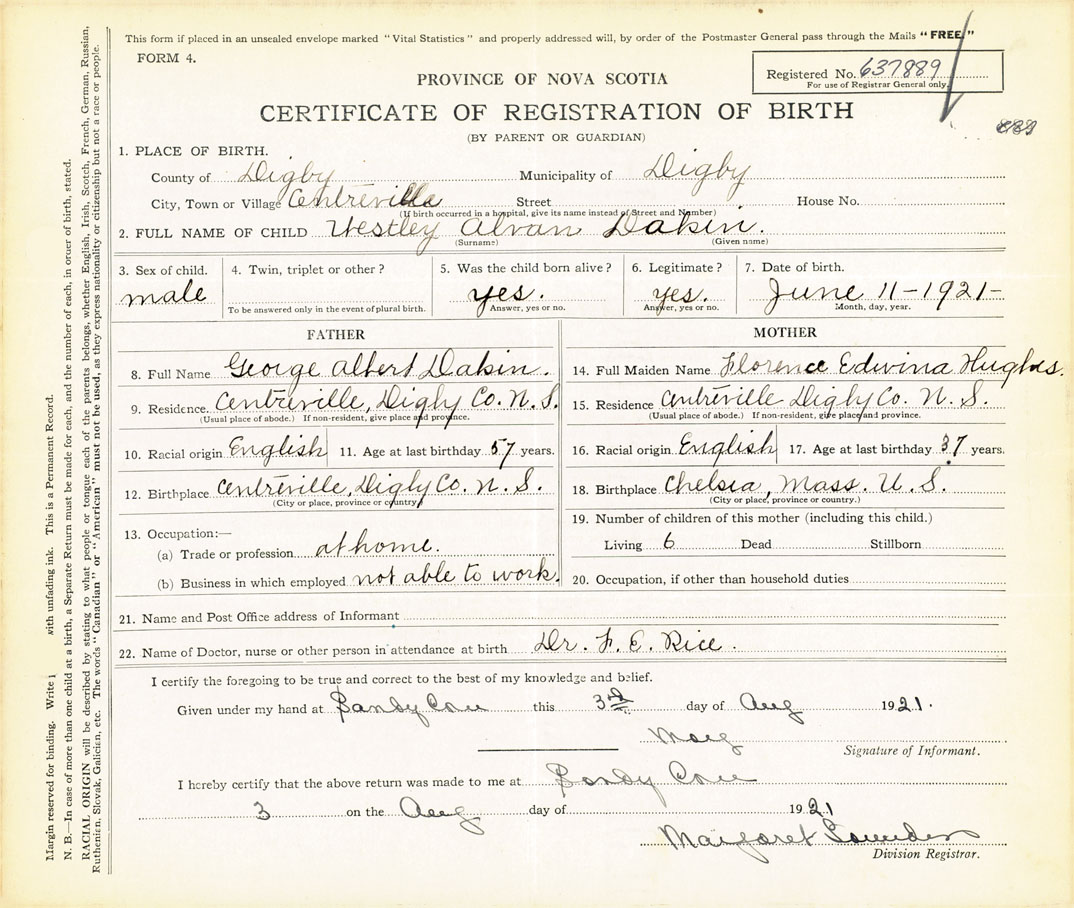 This form if placed in an unsealed envelope marked "Vital Statistics" and properly addressed will, by order of the Postmaster General pass through the Mails "FREE."
FORM 4.
Registered No. 637889
For use of Registrar General only.
PROVINCE OF NOVA SCOTIA
CERTIFICATE OF REGISTRATION OF BIRTH
(BY PARENT OR GUARDIAN)
1. PLACE OF BIRTH.
County of Digby Municipality of Digby
City, Town or Village Centreville Street House No.
(If birth occurred in a hospital, give its name instead of Street and Number)
2. FULL NAME OF CHILD Westley Alvan Dakin.
(Surname) (Given name)
3. Sex of child. 4. Twin, triplet or other? 5. Was the child born alive? 6. Legitimate? 7. Date of birth.
male yes. yes. June 11-1921-
To be answered only in the event of plural birth. Answer, yes or no. Answer, yes or no. Month, day, year.
FATHER
8. Full Name George Albert Dakin.
9. Residence. Centreville, Digby Co. N. S.
(Usual place of abode.) If non-resident, give place and province.
10. Racial origin English 11. Age at last birthday 57 years.
12. Birthplace Centreville, Digby Co. N. S.
(City or place, province or country)
13. Occupation:—
(a) Trade or profession at home.
(b) Business in which employed not able to work.
MOTHER
14. Full Maiden Name Florence Edwina Hughes.
15. Residence Centreville Digby Co. N. S.
(Usual place of abode.) If non-resident, give place and province.
16. Racial origin English 17. Age at last birthday 37 years.
18. Birthplace Chelsea, Mass. U. S.
(City or place, province or country.)
19. Number of children of this mother (including this child.)
Living 6 Dead Stillborn
20. Occupation, if other than household duties
21. Name and Post Office address of Informant
22. Name of Doctor, nurse or other person in attendance at birth Dr. F. E. Rice.
I certify the foregoing to be true and correct to the best of my knowledge and belief.
Given under my hand at Sandy Cove this 3rd day of Aug 1921.
Marg
Signature of Informant.
I hereby certify that the above return was made to me at Sandy Cove
3 on the Aug day of 1921
Margaret Saunders
Division Registrar.
Margin reserved for binding. Write with unfading ink. This is a Permanent Record.
N. B.—In case of more than one child at a birth, a Separate Return must be made for each, and the number of each, in order of birth, stated.
RACIAL ORIGIN will be described by stating to what people or tongue each of the parents belongs, whether English, Irish, Scotch, French, German, Russian,
Ruthenien, Slovak, Galicien, etc. The words "Canadian" or "American" must not be used, as they express nationality or citizenship but not a race or people.